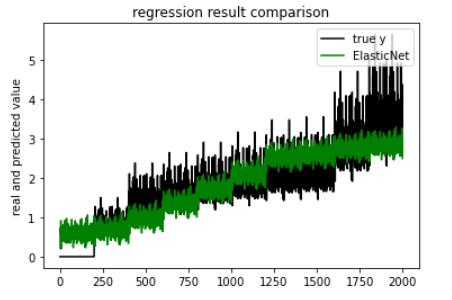 regression result comparison
true y
ElasticNet
real and predicted value
5
4
3
2
1
0
0 250 500 750 1000 1250 1500 1750 2000